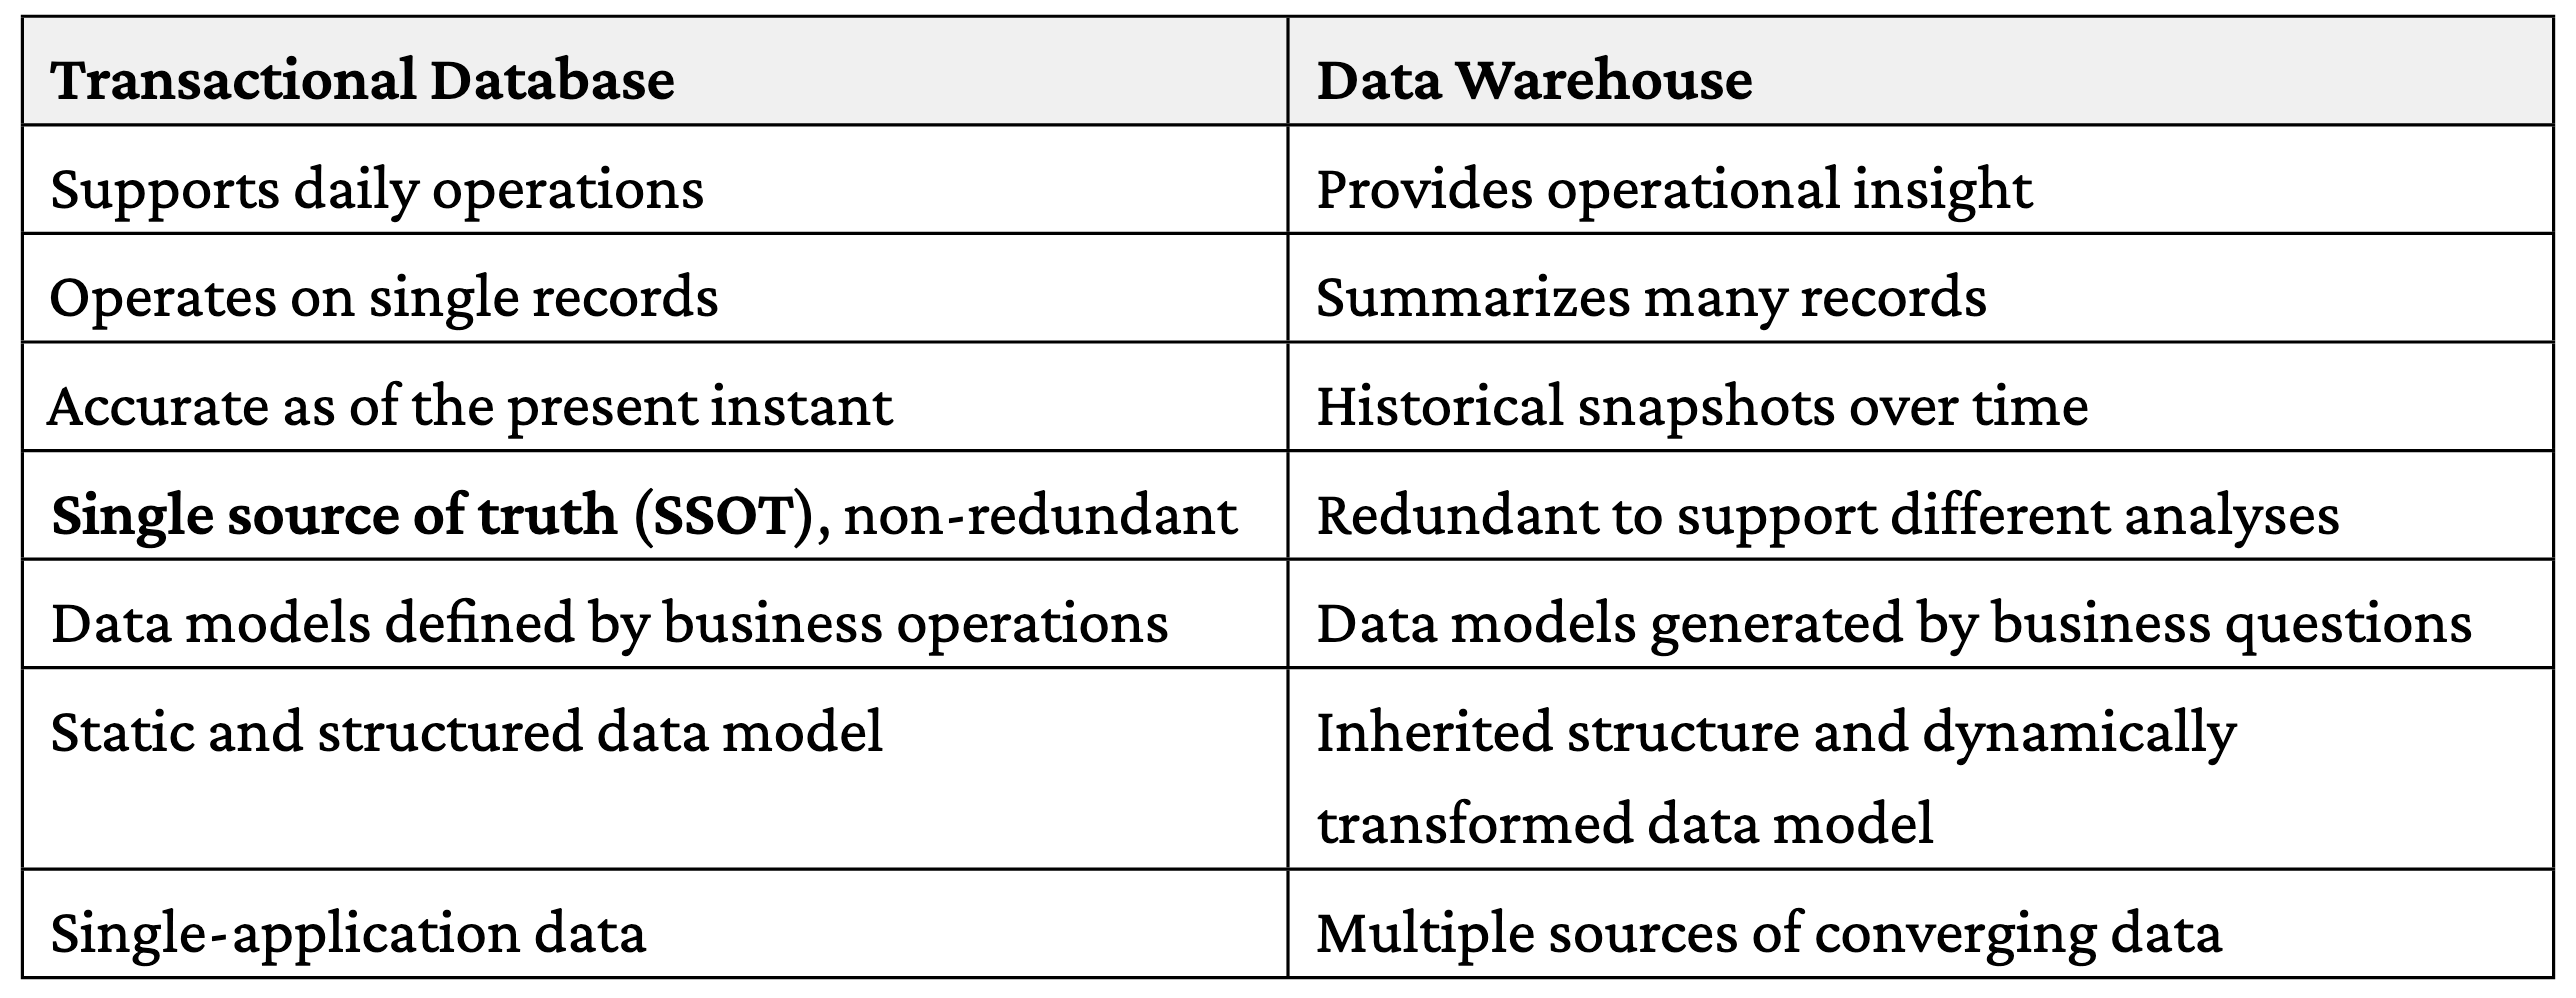 Transactional Database
Data Warehouse
Supports daily operations
Provides operational insight
Operates on single records
Summarizes many records
Accurate as of the present instant
Historical snapshots over time
Single source of truth (SSOT), non-redundant
Redundant to support different analyses
Data models defined by business operations
Data models generated by business questions
Static and structured data model
Inherited structure and dynamically
transformed data model
Single-application data
Multiple sources of converging data